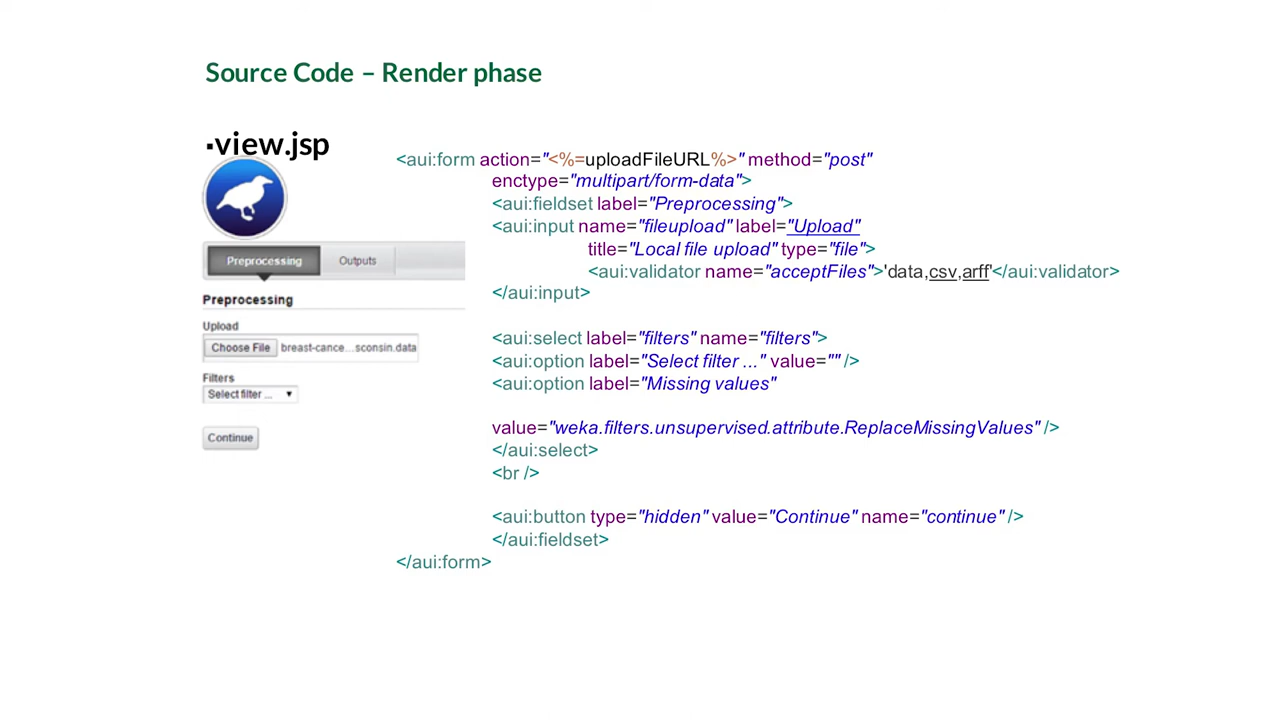 Source Code – Render phase
▪view.jsp
Preprocessing Outputs
Preprocessing
Upload
Choose File breast-cance...sconsin.data
Filters
Select filter ...
Continue
<aui:form action="<%=uploadFileURL%>" method="post"
enctype="multipart/form-data">
<aui:fieldset label="Preprocessing">
<aui:input name="fileupload" label="Upload"
title="Local file upload" type="file">
<aui:validator name="acceptFiles">'data,csv,arff'</aui:validator>
</aui:input>
<aui:select label="filters" name="filters">
<aui:option label="Select filter ..." value="" />
<aui:option label="Missing values"
value="weka.filters.unsupervised.attribute.ReplaceMissingValues" />
</aui:select>
<br />
<aui:button type="hidden" value="Continue" name="continue" />
</aui:fieldset>
</aui:form>